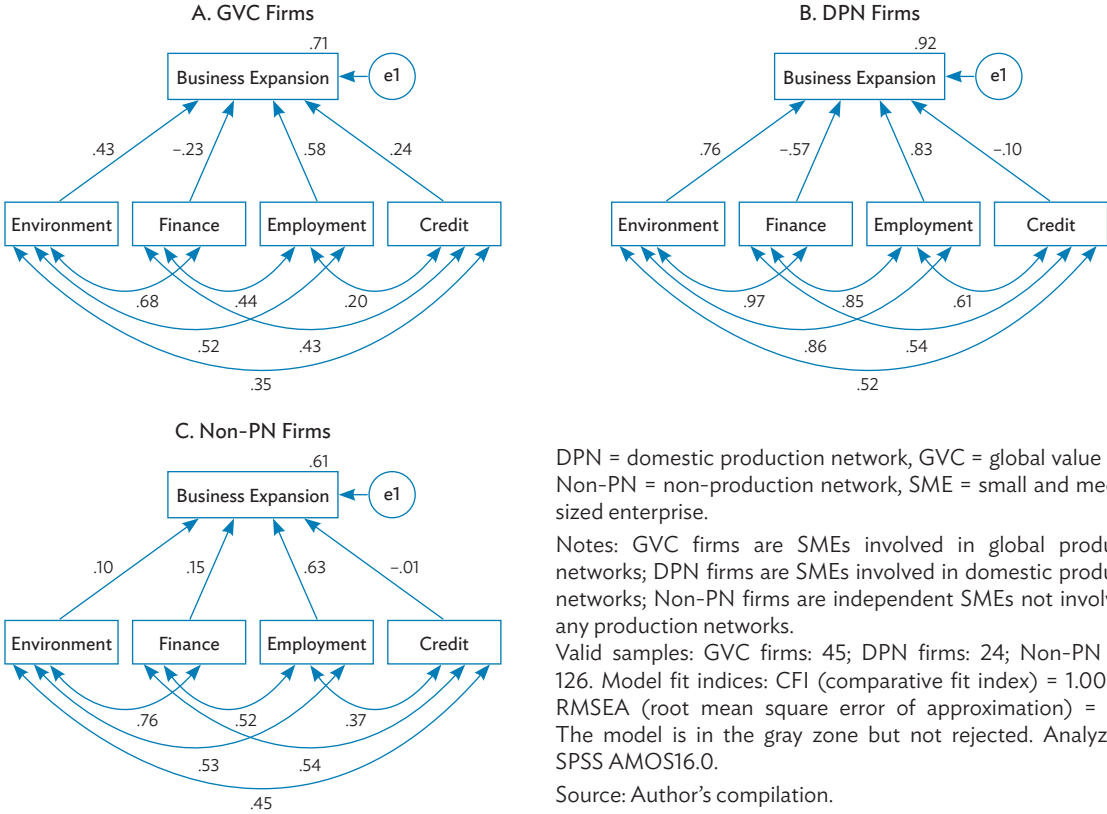 A. GVC Firms
.71
Business Expansion
e1
.43
–.23
.58
.24
Environment
Finance
Employment
Credit
.68
.44
.20
.52
.43
.35
B. DPN Firms
.92
Business Expansion
e1
.76
–.57
.83
–.10
Environment
Finance
Employment
Credit
.97
.85
.61
.86
.54
.52
C. Non-PN Firms
.61
Business Expansion
e1
.10
.15
.63
–.01
Environment
Finance
Employment
Credit
.76
.52
.37
.53
.54
.45
DPN = domestic production network, GVC = global value
Non-PN = non-production network, SME = small and
sized enterprise.
Notes: GVC firms are SMEs involved in global
networks; DPN firms are SMEs involved in domestic
networks; Non-PN firms are independent SMEs not
any production networks.
Valid samples: GVC firms: 45; DPN firms: 24; Non-PN
126. Model fit indices: CFI (comparative fit index) = 1.00
RMSEA (root mean square error of approximation) =
The model is in the gray zone but not rejected.
SPSS AMOS16.0.
Source: Author's compilation.